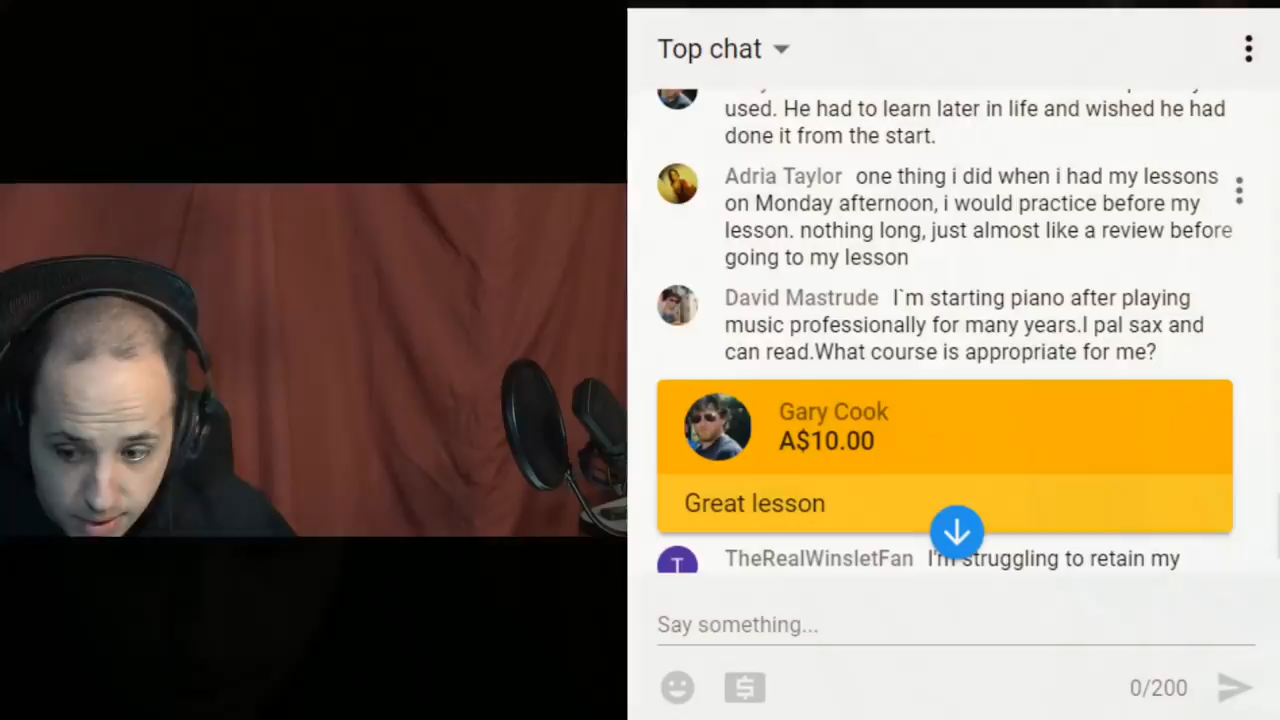 Top chat
used. He had to learn later in life and wished he had
done it from the start.
Adria Taylor one thing i did when i had my lessons
on Monday afternoon, i would practice before my
lesson. nothing long, just almost like a review before
going to my lesson
David Mastrude I`m starting piano after playing
music professionally for many years.I pal sax and
can read.What course is appropriate for me?
Gary Cook
A$10.00
Great lesson
T
TheRealWinsletFan I'm struggling to retain my
Say something...
0/200